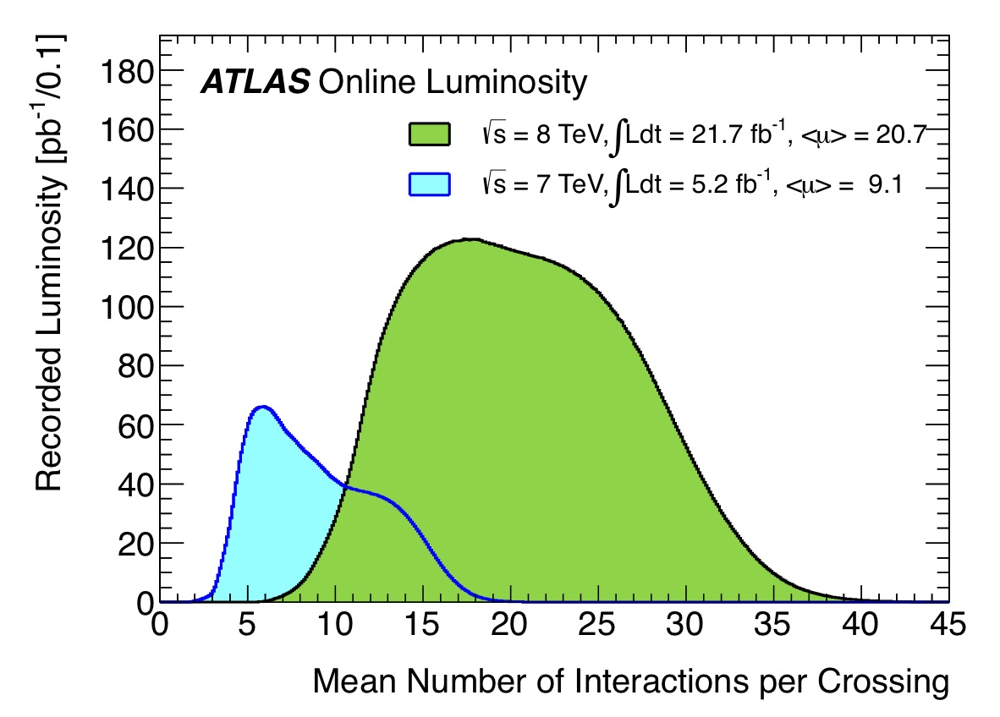 ATLAS Online Luminosity
√s = 8 TeV, ∫Ldt = 21.7 fb⁻¹, <μ> = 20.7
√s = 7 TeV, ∫Ldt = 5.2 fb⁻¹, <μ> = 9.1
Recorded Luminosity [pb⁻¹/0.1]
180
160
140
120
100
80
60
40
20
0
0 5 10 15 20 25 30 35 40 45
Mean Number of Interactions per Crossing